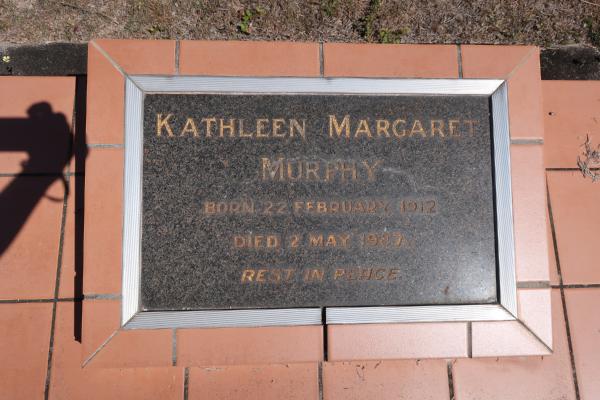 KATHLEEN MARGARET
MURPHY
BORN 22 FEBRUARY 1912
DIED 2 MAY 1987
REST IN PEACE